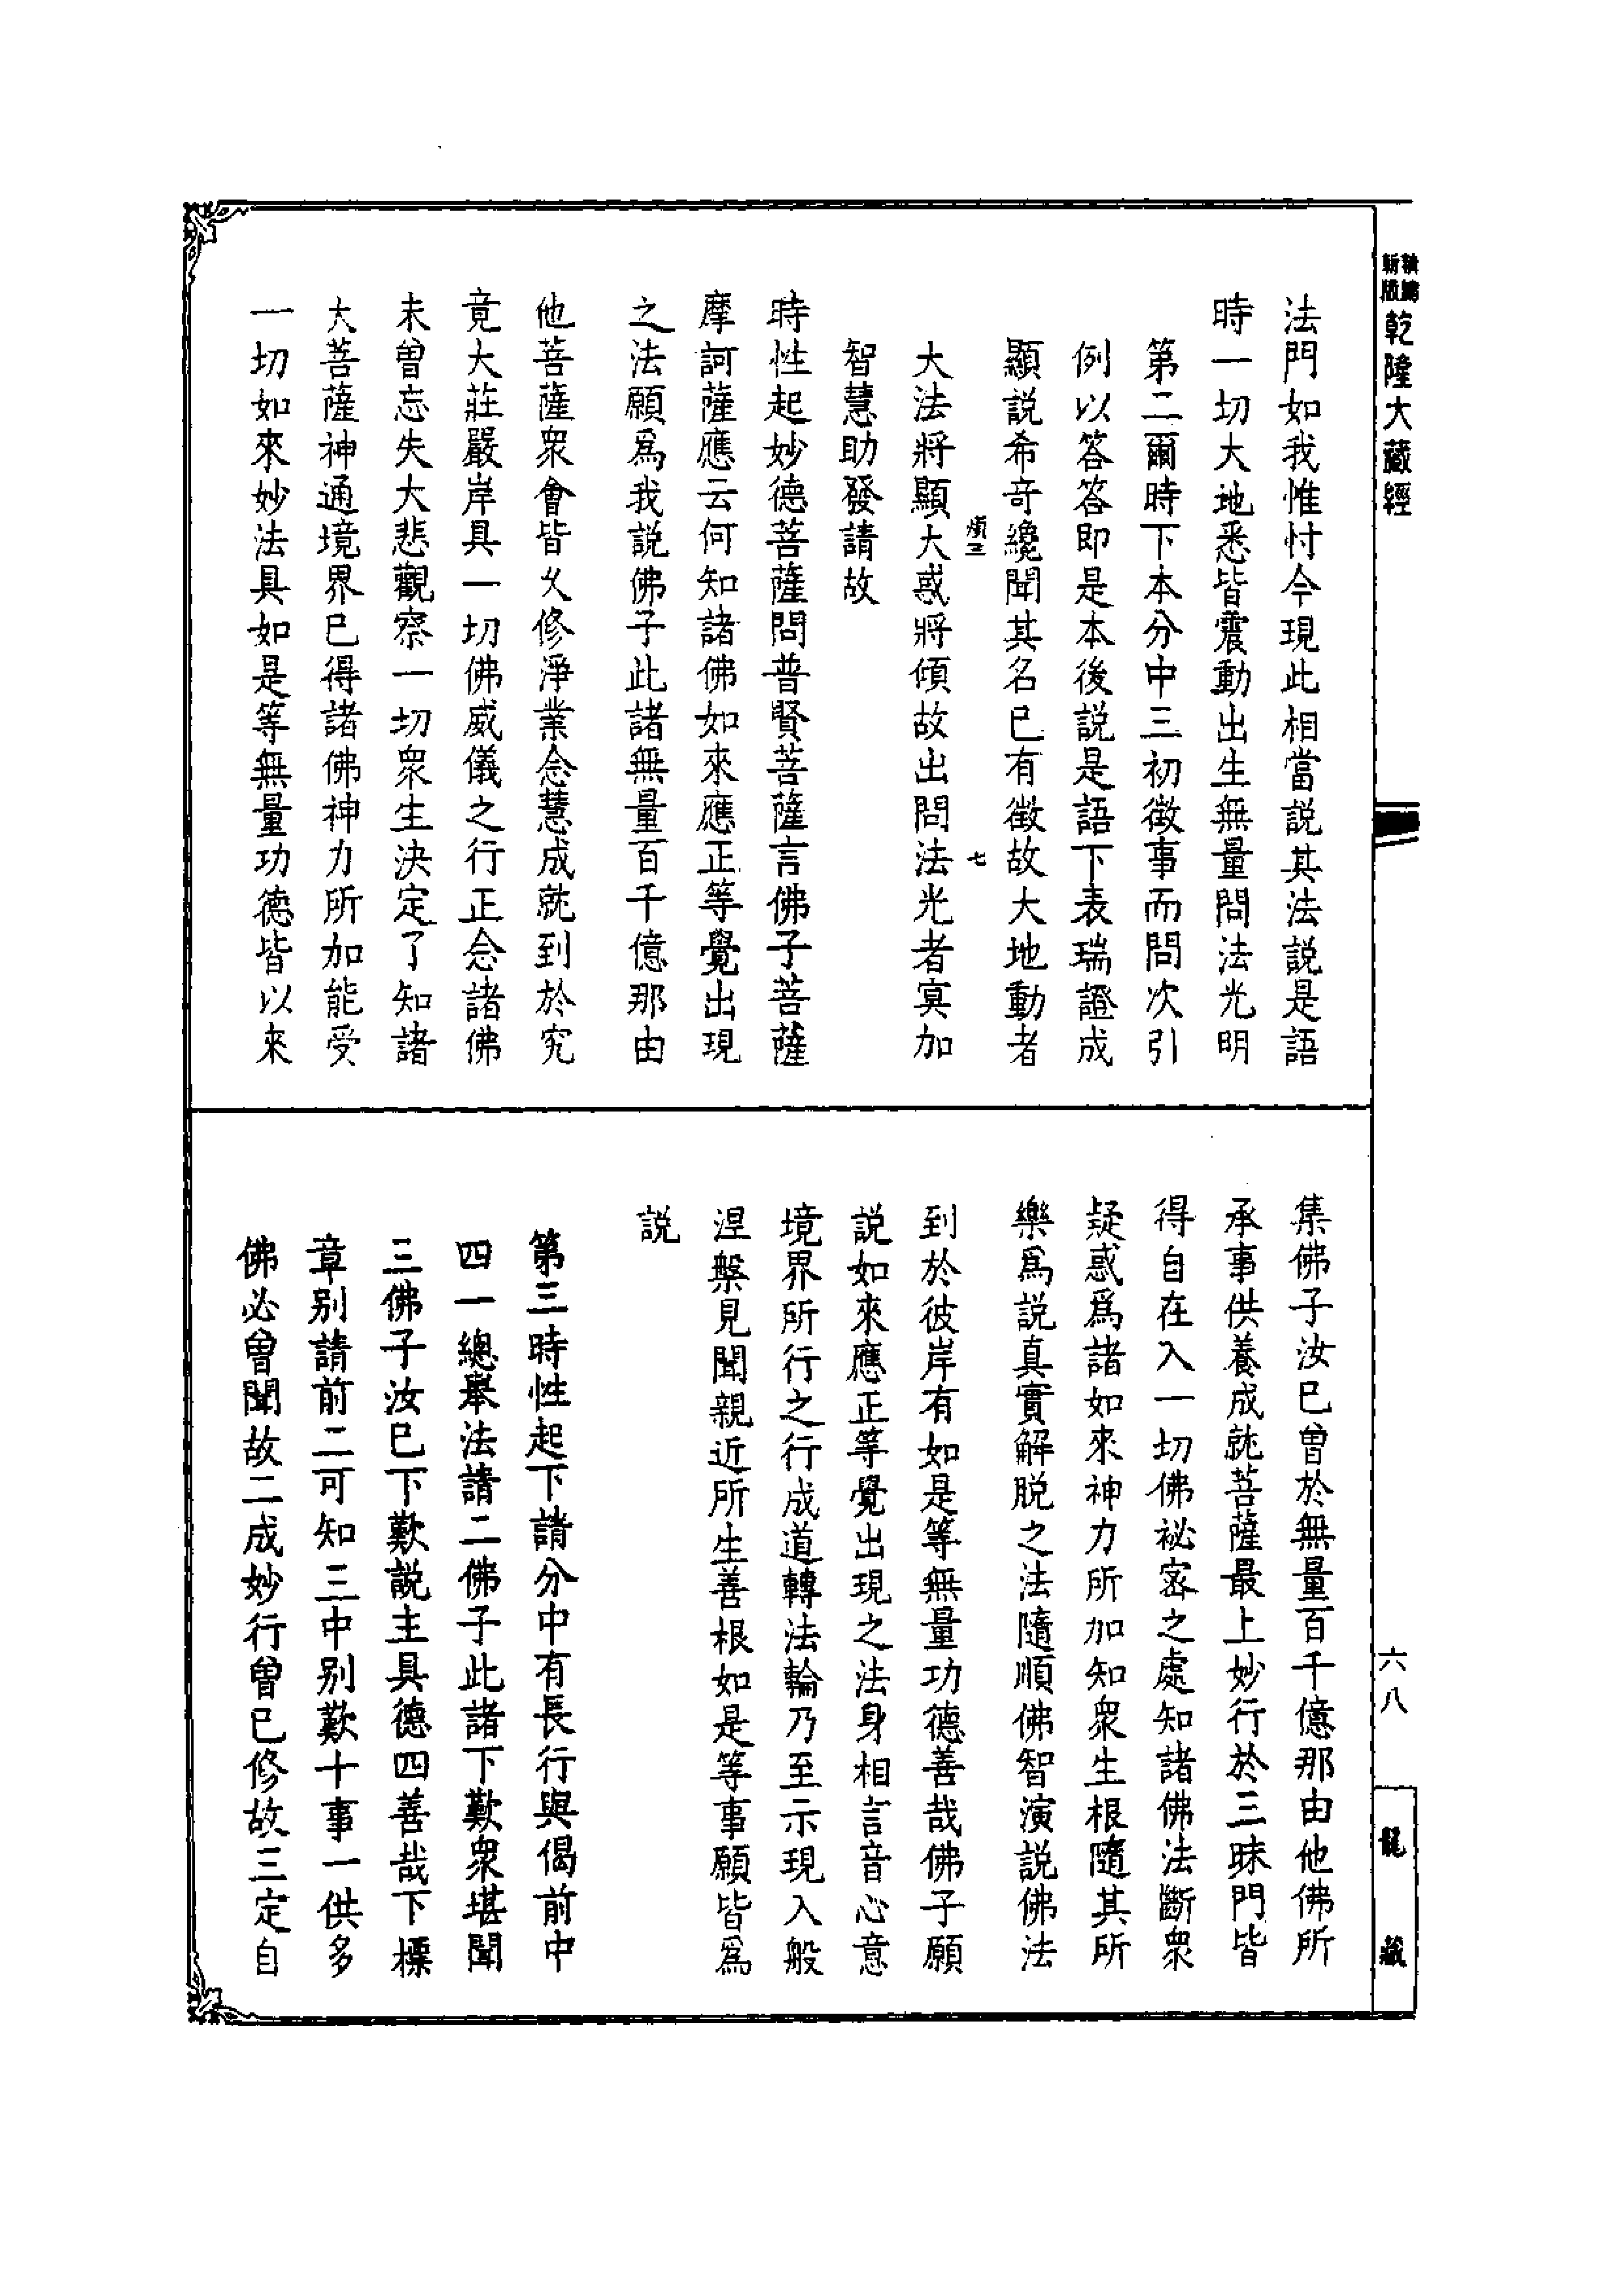 乾隆大藏經
法門如我惟忖今現此相當説其法説是語
時一切大地悉皆震動出生無量問法光明
第二爾時下本分中三初徵事而問次引
例以答答即是本後説是語下表瑞證成
顯説希奇纔聞其名已有徵故大地動者
七
大法將顯大惑將傾故出問法光者㝠加
智慧助發請故
時性起妙德菩薩問普賢菩薩言佛子菩薩
摩訶薩應云何知諸佛如來應正等覺出現
之法願爲我説佛子此諸無量百千億那由
他菩薩衆會皆乆修淨業念慧成就到於究
竟大莊嚴岸具一切佛威儀之行正念諸佛
未曽忘失大悲觀察一切衆生決定了知諸
大菩薩神通境界已得諸佛神力所加能受
一切如來妙法具如是等無量功德皆以來
集佛子汝已曽於無量百千億那由他佛所
承事供養成就菩薩最上妙行於三昧門皆
得自在入一切佛祕密之處知諸佛法斷衆
疑惑爲諸如來神力所加知衆生根隨其所
樂爲説真實解脱之法隨順佛智演説佛法
到於彼岸有如是等無量功德善哉佛子願
説如來應正等覺出現之法身相言音心意
境界所行之行成道轉法輪乃至示現入般
涅槃見聞親近所生善根如是等事願皆爲
説
第三時性起下請分中有長行與偈前中
四一總舉法請二佛子此諸下歎衆堪聞
三佛子汝已下歎説主具德四善哉下標
章别請前二可知三中别歎十事一供多
佛必曽聞故二成妙行曽已修故三定自
六八
龍藏